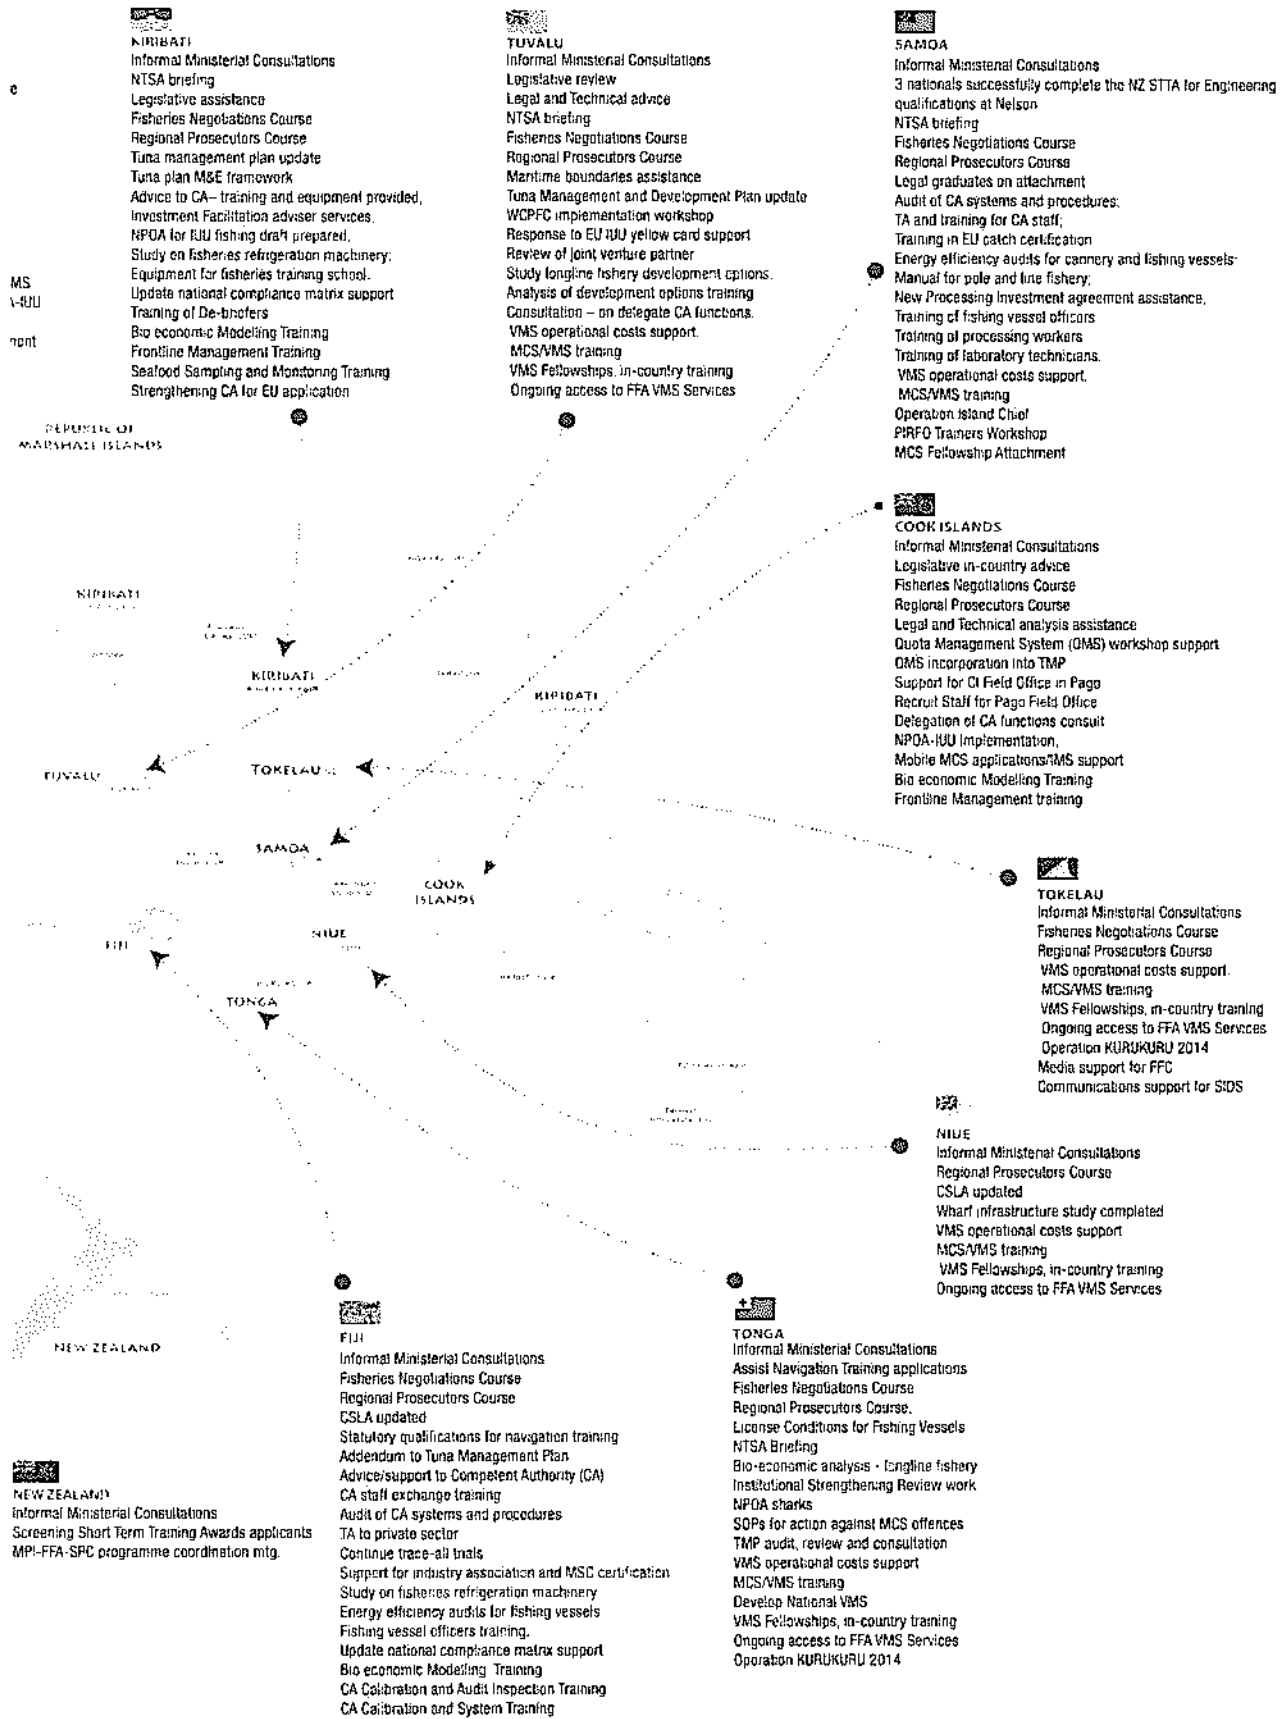 KIRIBATI
Informal Ministerial Consultations
NTSA briefing
Legislative assistance
Fisheries Negotiations Course
Regional Prosecutors Course
Tuna management plan update
Tuna plan M&E framework
Advice to CA– training and equipment provided,
Investment Facilitation adviser services.
NPOA for IUU fishing draft prepared,
Study on fisheries refrigeration machinery;
Equipment for fisheries training school.
Update national compliance matrix support
Training of De-briefers
Bio economic Modelling Training
Frontline Management Training
Seafood Sampling and Monitoring Training
Strengthening CA for EU application
TUVALU
Informal Ministerial Consultations
Legislative review
Legal and Technical advice
NTSA briefing
Fisheries Negotiations Course
Regional Prosecutors Course
Maritime boundaries assistance
Tuna Management and Development Plan update
WCPFC implementation workshop
Response to EU IUU yellow card support
Review of joint venture partner
Study longline fishery development options.
Analysis of development options training
Consultation – on delegate CA functions.
VMS operational costs support.
MCS/VMS training
VMS Fellowships, in-country training
Ongoing access to FFA VMS Services
SAMOA
Informal Ministerial Consultations
3 nationals successfully complete the NZ STTA for Engineering
qualifications at Nelson
NTSA briefing
Fisheries Negotiations Course
Regional Prosecutors Course
Legal graduates on attachment
Audit of CA systems and procedures;
TA and training for CA staff;
Training in EU catch certification
Energy efficiency audits for cannery and fishing vessels-
Manual for pole and line fishery;
New Processing Investment agreement assistance,
Training of fishing vessel officers
Training of processing workers
Training of laboratory technicians.
VMS operational costs support.
MCS/VMS training
Operation Island Chief
PIRFO Trainers Workshop
MCS Fellowship Attachment
e
MS
A-IUU
ment
REPUBLIC OF
MARSHALL ISLANDS
COOK ISLANDS
Informal Ministerial Consultations
Legislative in-country advice
Fisheries Negotiations Course
Regional Prosecutors Course
Legal and Technical analysis assistance
Quota Management System (QMS) workshop support
QMS incorporation into TMP
Support for CI Field Office in Pago
Recruit Staff for Pago Field Office
Delegation of CA functions consult
NPOA-IUU Implementation,
Mobile MCS applications/IMS support
Bio economic Modelling Training
Frontline Management training
KIRIBATI
KIRIBATI
KIRIBATI
TUVALU
TOKELAU
SAMOA
COOK
ISLANDS
NIUE
FIJI
TONGA
TOKELAU
Informal Ministerial Consultations
Fisheries Negotiations Course
Regional Prosecutors Course
VMS operational costs support.
MCS/VMS training
VMS Fellowships, in-country training
Ongoing access to FFA VMS Services
Operation KURUKURU 2014
Media support for FFC
Communications support for SIDS
NIUE
Informal Ministerial Consultations
Regional Prosecutors Course
CSLA updated
Wharf infrastructure study completed
VMS operational costs support
MCS/VMS training
VMS Fellowships, in-country training
Ongoing access to FFA VMS Services
NEW ZEALAND
FIJI
Informal Ministerial Consultations
Fisheries Negotiations Course
Regional Prosecutors Course
CSLA updated
Statutory qualifications for navigation training
Addendum to Tuna Management Plan
Advice/support to Competent Authority (CA)
CA staff exchange training
Audit of CA systems and procedures
TA to private sector
Continue trace-all trials
Support for industry association and MSC certification
Study on fisheries refrigeration machinery
Energy efficiency audits for fishing vessels
Fishing vessel officers training.
Update national compliance matrix support
Bio economic Modelling Training
CA Calibration and Audit Inspection Training
CA Calibration and System Training
TONGA
Informal Ministerial Consultations
Assist Navigation Training applications
Fisheries Negotiations Course
Regional Prosecutors Course.
License Conditions for Fishing Vessels
NTSA Briefing
Bio-economic analysis - longline fishery
Institutional Strengthening Review work
NPOA sharks
SOPs for action against MCS offences
TMP audit, review and consultation
VMS operational costs support
MCS/VMS training
Develop National VMS
VMS Fellowships, in-country training
Ongoing access to FFA VMS Services
Operation KURUKURU 2014
NEW ZEALAND
Informal Ministerial Consultations
Screening Short Term Training Awards applicants
MPI-FFA-SPC programme coordination mtg.